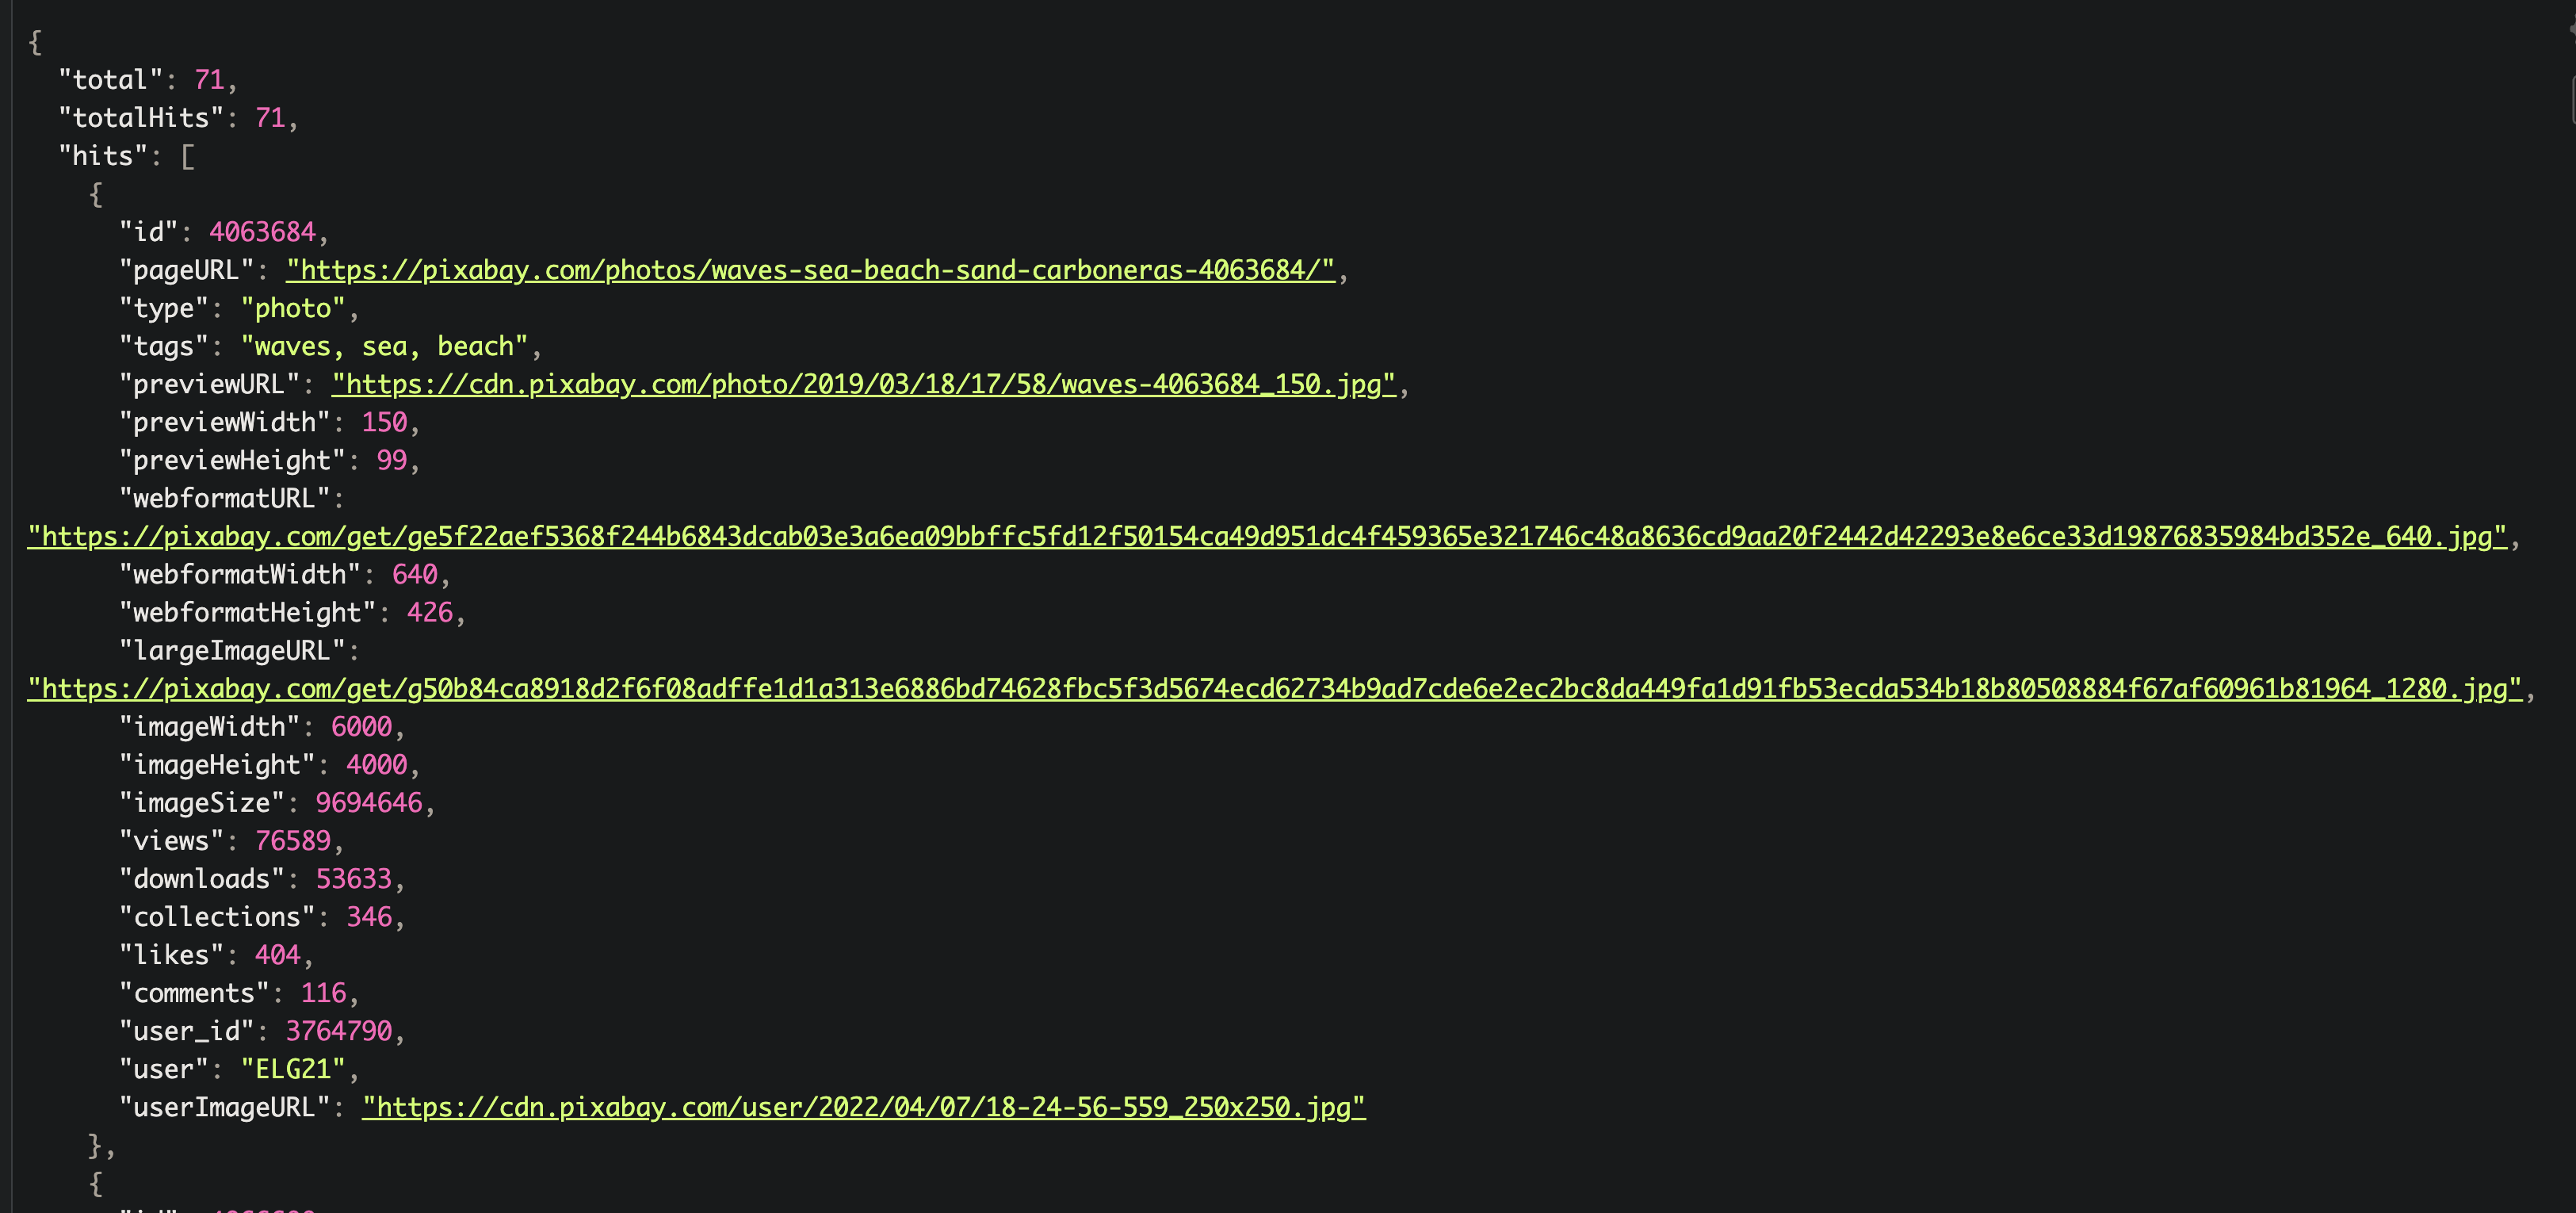 {
"total": 71,
"totalHits": 71,
"hits": [
{
"id": 4063684,
"pageURL": "https://pixabay.com/photos/waves-sea-beach-sand-carboneras-4063684/",
"type": "photo",
"tags": "waves, sea, beach",
"previewURL": "https://cdn.pixabay.com/photo/2019/03/18/17/58/waves-4063684_150.jpg",
"previewWidth": 150,
"previewHeight": 99,
"webformatURL":
"https://pixabay.com/get/ge5f22aef5368f244b6843dcab03e3a6ea09bbffc5fd12f50154ca49d951dc4f459365e321746c48a8636cd9aa20f2442d42293e8e6ce33d19876835984bd352e_640.jpg",
"webformatWidth": 640,
"webformatHeight": 426,
"largeImageURL":
"https://pixabay.com/get/g50b84ca8918d2f6f08adffe1d1a313e6886bd74628fbc5f3d5674ecd62734b9ad7cde6e2ec2bc8da449fa1d91fb53ecda534b18b80508884f67af60961b81964_1280.jpg",
"imageWidth": 6000,
"imageHeight": 4000,
"imageSize": 9694646,
"views": 76589,
"downloads": 53633,
"collections": 346,
"likes": 404,
"comments": 116,
"user_id": 3764790,
"user": "ELG21",
"userImageURL": "https://cdn.pixabay.com/user/2022/04/07/18-24-56-559_250x250.jpg"
},
{